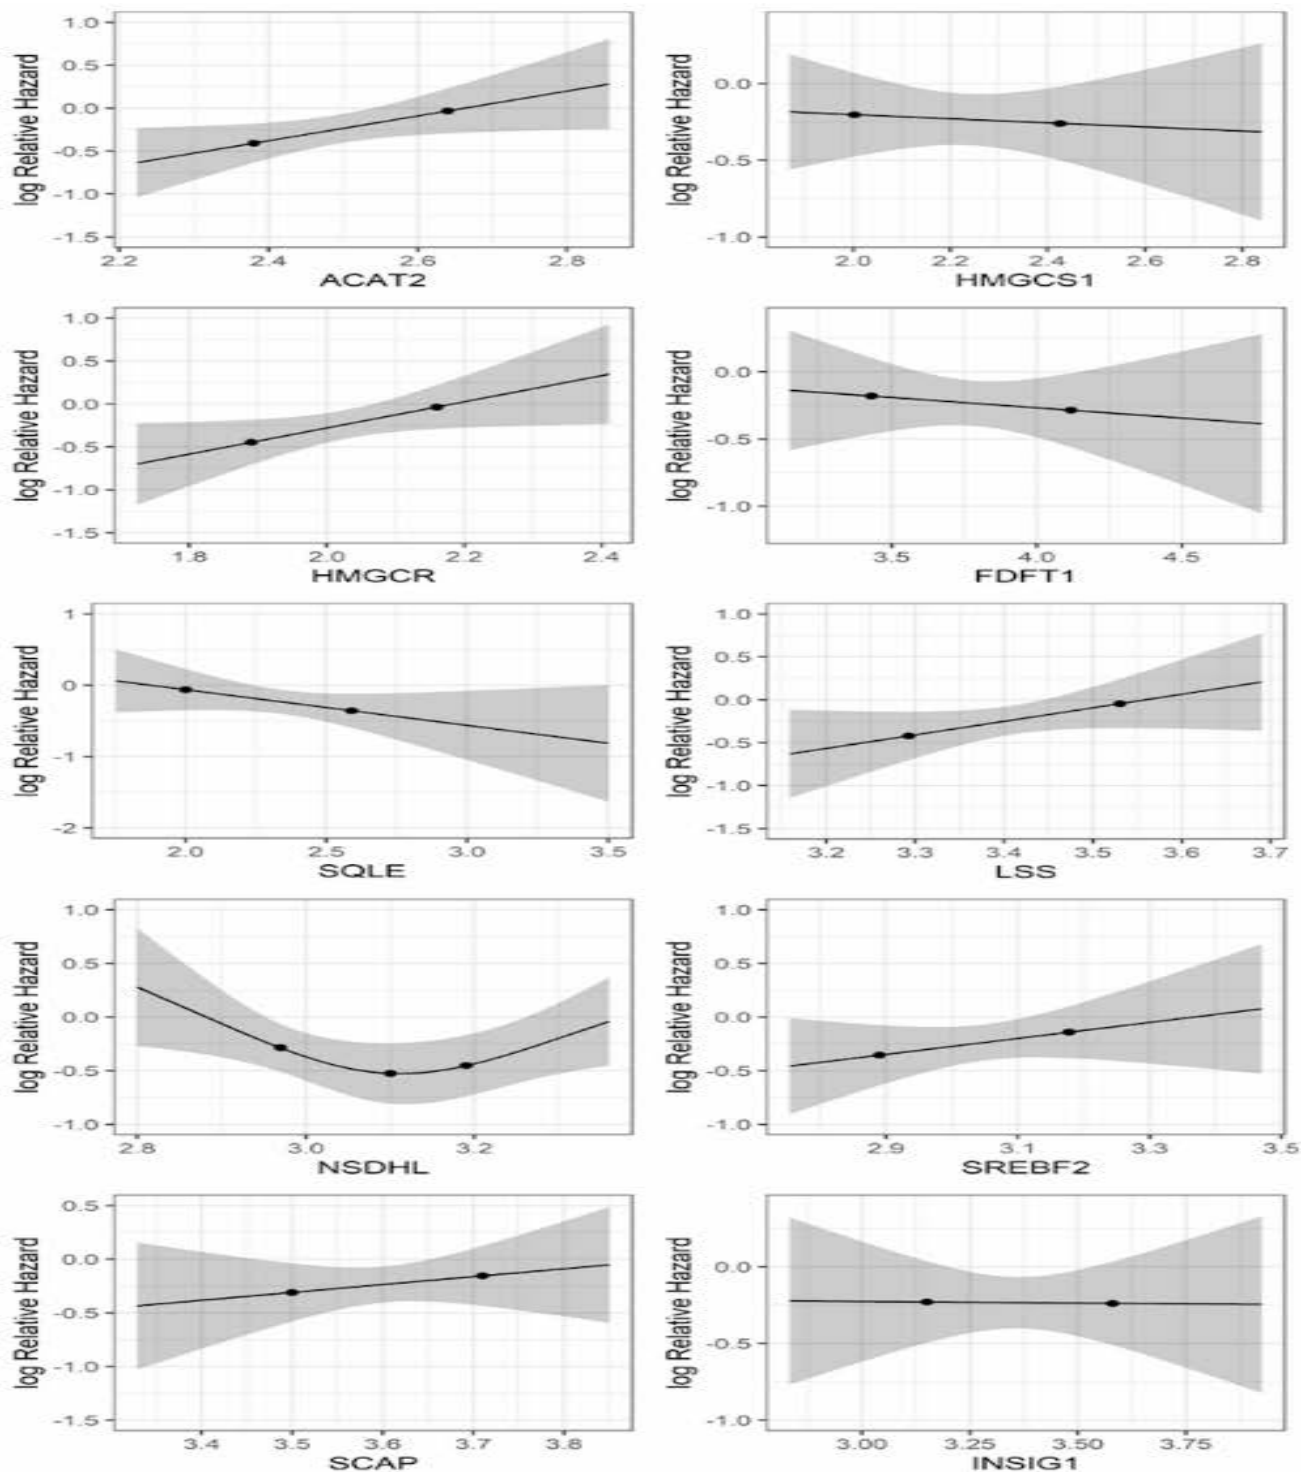 log Relative Hazard
1.0
0.5
0.0
-0.5
-1.0
-1.5
2.2 2.4 2.6 2.8
ACAT2
log Relative Hazard
0.0
-0.5
-1.0
2.0 2.2 2.4 2.6 2.8
HMGCS1
log Relative Hazard
1.0
0.5
0.0
-0.5
-1.0
-1.5
1.8 2.0 2.2 2.4
HMGCR
log Relative Hazard
0.0
-0.5
-1.0
3.5 4.0 4.5
FDFT1
log Relative Hazard
1
0
-1
-2
2.0 2.5 3.0 3.5
SQLE
log Relative Hazard
1.0
0.5
0.0
-0.5
-1.0
-1.5
3.2 3.3 3.4 3.5 3.6 3.7
LSS
log Relative Hazard
1.0
0.5
0.0
-0.5
-1.0
2.8 3.0 3.2
NSDHL
log Relative Hazard
1.0
0.5
0.0
-0.5
-1.0
2.9 3.1 3.3 3.5
SREBF2
log Relative Hazard
0.5
0.0
-0.5
-1.0
-1.5
3.4 3.5 3.6 3.7 3.8
SCAP
log Relative Hazard
0.0
-0.5
-1.0
3.00 3.25 3.50 3.75
INSIG1